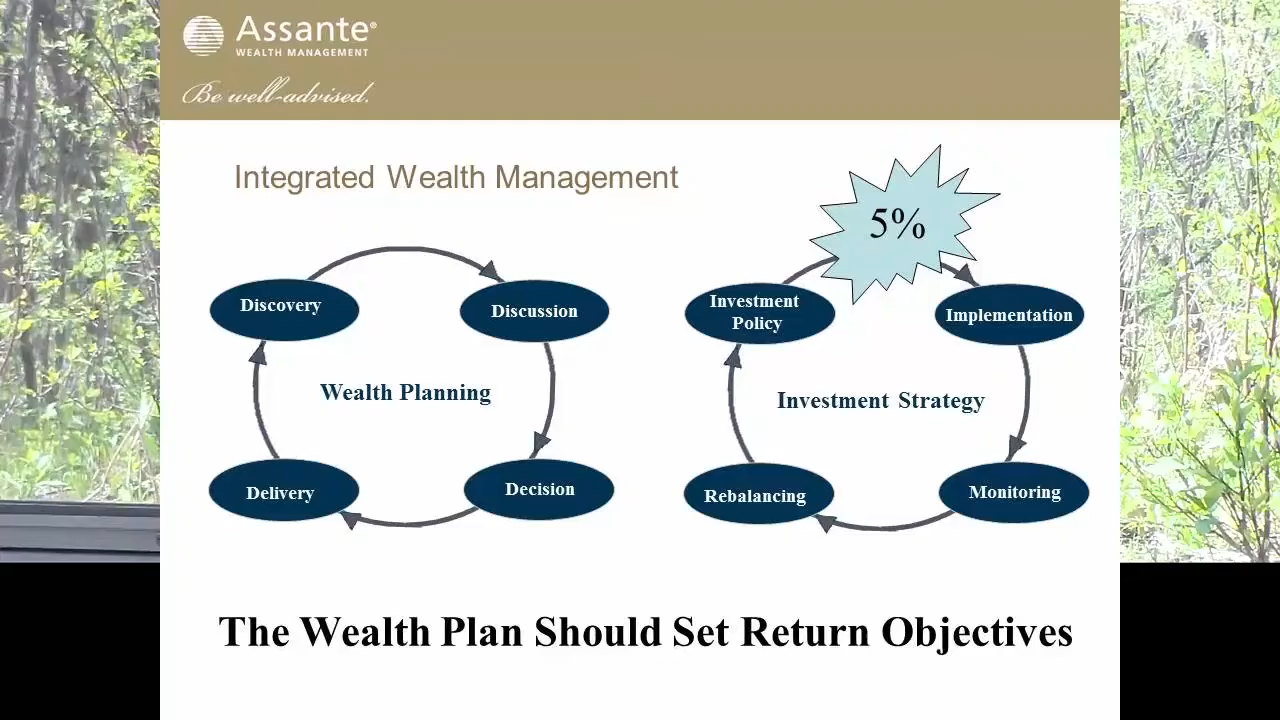 Assante®
WEALTH MANAGEMENT
Be well-advised.
Integrated Wealth Management
5%
Discovery
Discussion
Wealth Planning
Delivery
Decision
Investment
Policy
Implementation
Investment Strategy
Rebalancing
Monitoring
The Wealth Plan Should Set Return Objectives